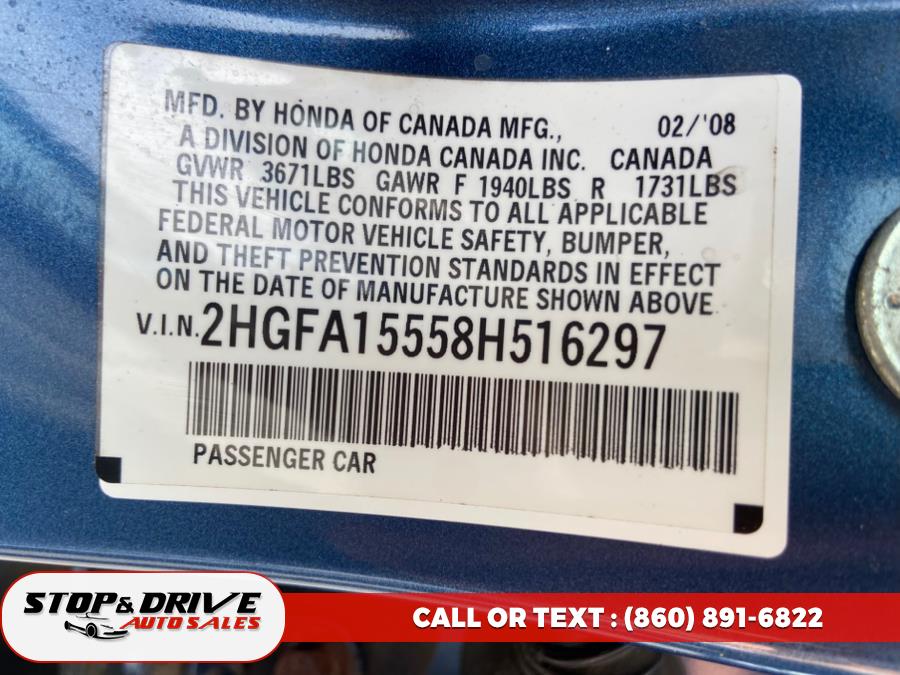 MFD. BY HONDA OF CANADA MFG., 02/'08
A DIVISION OF HONDA CANADA INC. CANADA
GVWR 3671LBS GAWR F 1940LBS R 1731LBS
THIS VEHICLE CONFORMS TO ALL APPLICABLE
FEDERAL MOTOR VEHICLE SAFETY, BUMPER,
AND THEFT PREVENTION STANDARDS IN EFFECT
ON THE DATE OF MANUFACTURE SHOWN ABOVE.
V.I.N. 2HGFA15558H516297
PASSENGER CAR
STOP & DRIVE
AUTO SALES
CALL OR TEXT : (860) 891-6822